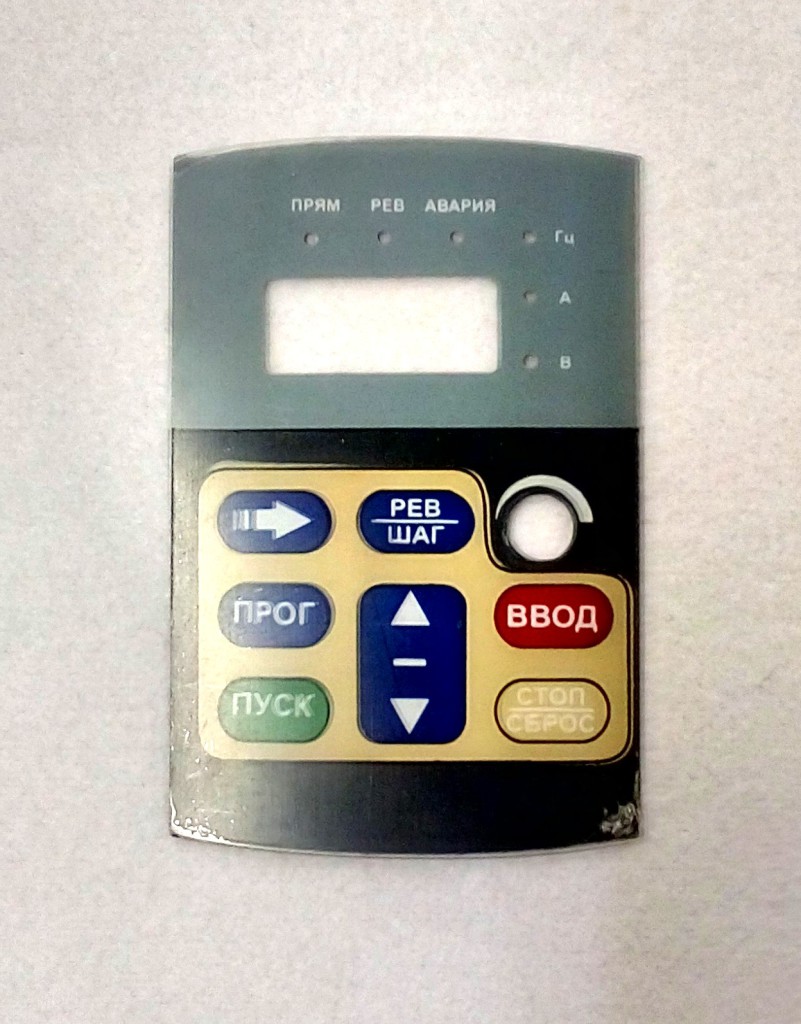 ПРЯМ РЕВ АВАРИЯ
Гц
А
В
РЕВ
ШАГ
ПРОГ
ВВОД
ПУСК
СТОП
СБРОС